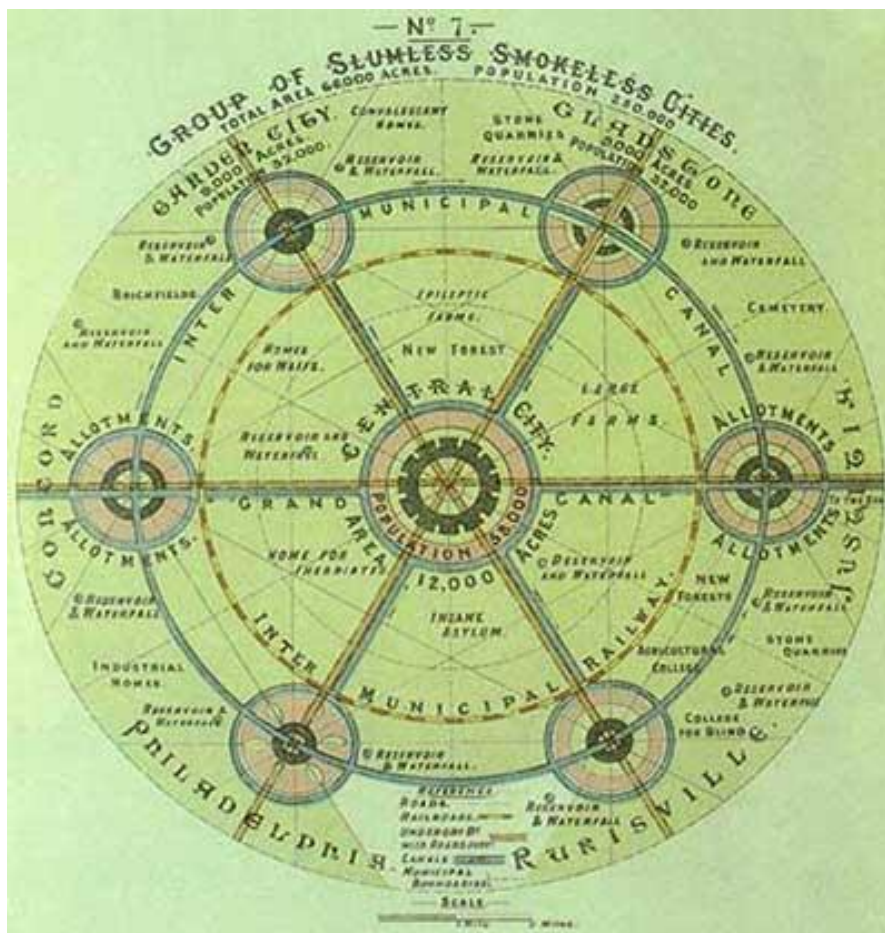 — No 7. —
GROUP OF SLUMLESS SMOKELESS CITIES.
TOTAL AREA 66000 ACRES. POPULATION 250,000
GARDEN CITY.
9,000 ACRES.
POPULATION 32,000.
CONVALESCENT
HOMES.
STONE
QUARRIES
GLADSTONE
9,000 ACRES
POPULATION
32,000
RESERVOIR
& WATERFALL.
RESERVOIR &
WATERFALL.
INTER MUNICIPAL CANAL
RESERVOIR
& WATERFALL
RESERVOIR
AND WATERFALL
BRICKFIELDS
EPILEPTIC
FARMS.
CEMETERY.
RESERVOIR
AND WATERFALL
HOMES
FOR WAIFS.
NEW FOREST
RESERVOIR
& WATERFALL
LARGE
FARMS.
CONCORD
ALLOTMENTS.
CENTRAL CITY.
ALLOTMENTS
RESERVOIR AND
WATERFALL
GRAND CANAL
TO THE SEA
POPULATION 58,000
AREA 12,000 ACRES
ALLOTMENTS.
ALLOTMENTS
JUSTITIA
HOME FOR
INEBRIATES
RESERVOIR
AND WATERFALL
NEW
FORESTS
RESERVOIR
& WATERFALL
RESERVOIR
& WATERFALL
INSANE
ASYLUM.
STONE
QUARRIES
INTER MUNICIPAL RAILWAY.
AGRICULTURAL
COLLEGE
INDUSTRIAL
HOMES.
RESERVOIR
& WATERFALL
RESERVOIR &
WATERFALL
COLLEGE
FOR BLIND
RESERVOIR
& WATERFALL.
PHILADELPHIA.
RURISVILLE.
REFERENCE
ROADS
RAILROADS
CANALS
MUNICIPAL
BOUNDARIES
RESERVOIR
& WATERFALL
— SCALE —